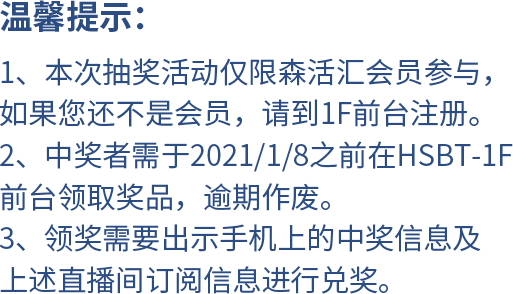 温馨提示：
1、本次抽奖活动仅限森活汇会员参与，
如果您还不是会员，请到1F前台注册。
2、中奖者需于2021/1/8之前在HSBT-1F
前台领取奖品，逾期作废。
3、领奖需要出示手机上的中奖信息及
上述直播间订阅信息进行兑奖。